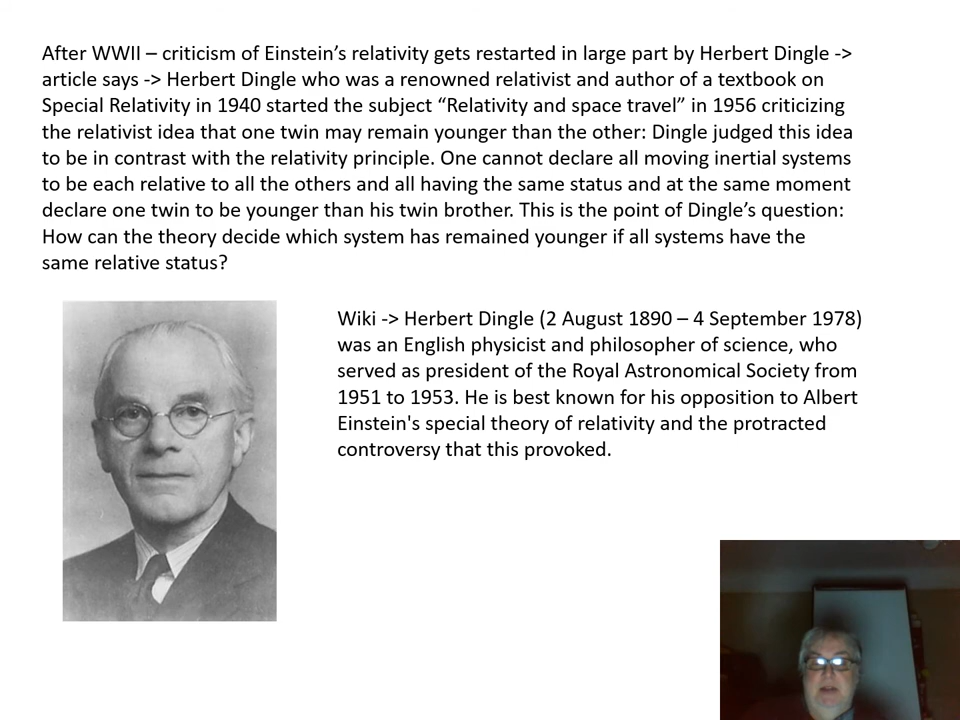 After WWII – criticism of Einstein’s relativity gets restarted in large part by Herbert Dingle ->
article says -> Herbert Dingle who was a renowned relativist and author of a textbook on
Special Relativity in 1940 started the subject “Relativity and space travel” in 1956 criticizing
the relativist idea that one twin may remain younger than the other: Dingle judged this idea
to be in contrast with the relativity principle. One cannot declare all moving inertial systems
to be each relative to all the others and all having the same status and at the same moment
declare one twin to be younger than his twin brother. This is the point of Dingle’s question:
How can the theory decide which system has remained younger if all systems have the
same relative status?
Wiki -> Herbert Dingle (2 August 1890 – 4 September 1978)
was an English physicist and philosopher of science, who
served as president of the Royal Astronomical Society from
1951 to 1953. He is best known for his opposition to Albert
Einstein's special theory of relativity and the protracted
controversy that this provoked.